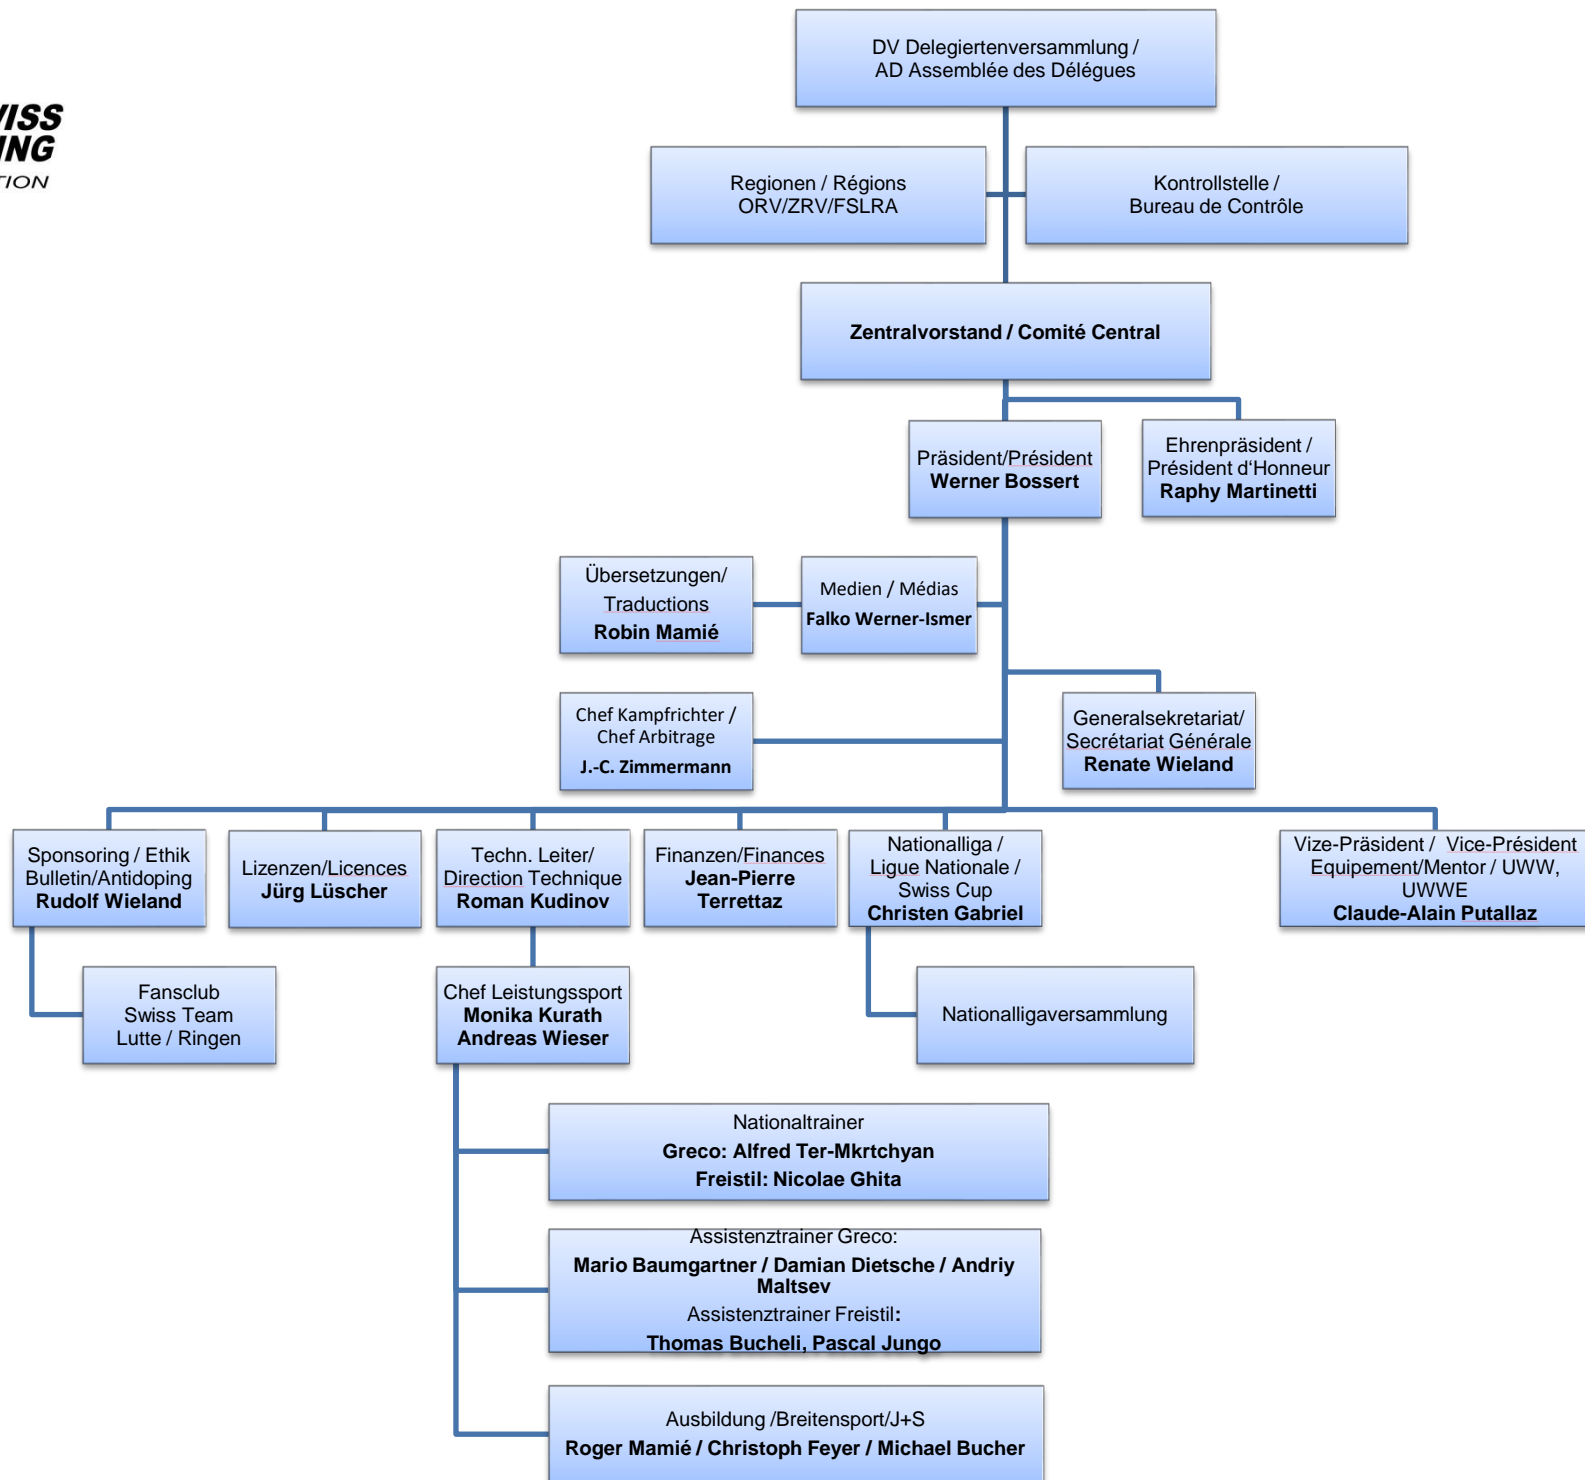 DV Delegiertenversammlung /
AD Assemblée des Délégues
VISS
ING
TION
Regionen / Régions
ORV/ZRV/FSLRA
Kontrollstelle /
Bureau de Contrôle
Zentralvorstand / Comité Central
Präsident/Président
Werner Bossert
Ehrenpräsident /
Président d‘Honneur
Raphy Martinetti
Übersetzungen/
Traductions
Robin Mamié
Medien / Médias
Falko Werner-Ismer
Chef Kampfrichter /
Chef Arbitrage
J.-C. Zimmermann
Generalsekretariat/
Secrétariat Générale
Renate Wieland
Sponsoring / Ethik
Bulletin/Antidoping
Rudolf Wieland
Lizenzen/Licences
Jürg Lüscher
Techn. Leiter/
Direction Technique
Roman Kudinov
Finanzen/Finances
Jean-Pierre
Terrettaz
Nationalliga /
Ligue Nationale /
Swiss Cup
Christen Gabriel
Vize-Präsident / Vice-Président
Equipement/Mentor / UWW,
UWWE
Claude-Alain Putallaz
Fansclub
Swiss Team
Lutte / Ringen
Chef Leistungssport
Monika Kurath
Andreas Wieser
Nationalligaversammlung
Nationaltrainer
Greco: Alfred Ter-Mkrtchyan
Freistil: Nicolae Ghita
Assistenztrainer Greco:
Mario Baumgartner / Damian Dietsche / Andriy
Maltsev
Assistenztrainer Freistil:
Thomas Bucheli, Pascal Jungo
Ausbildung /Breitensport/J+S
Roger Mamié / Christoph Feyer / Michael Bucher